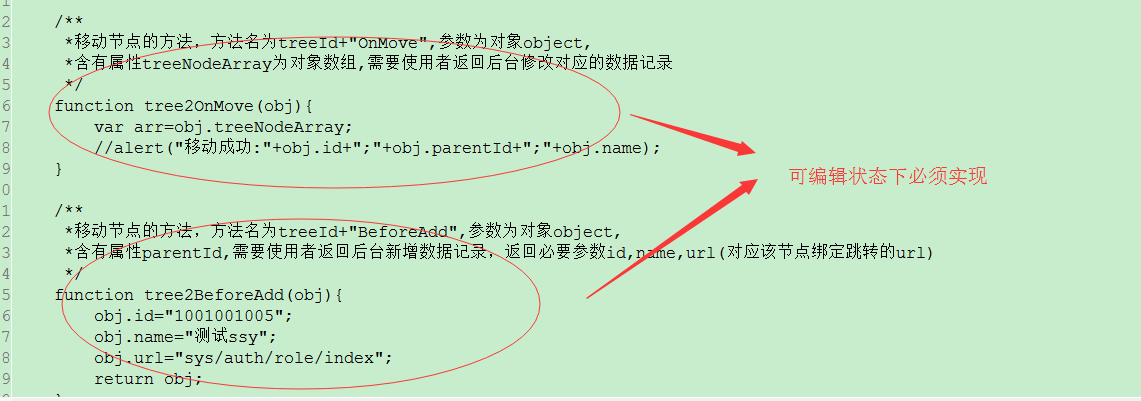 1
2 /**
3 *移动节点的方法，方法名为treeId+"OnMove",参数为对象object,
4 *含有属性treeNodeArray为对象数组,需要使用者返回后台修改对应的数据记录
5 */
6 function tree2OnMove(obj){
7 var arr=obj.treeNodeArray;
8 //alert("移动成功:"+obj.id+";"+obj.parentId+";"+obj.name);
9 }
可编辑状态下必须实现
0
1 /**
2 *移动节点的方法，方法名为treeId+"BeforeAdd",参数为对象object,
3 *含有属性parentId,需要使用者返回后台新增数据记录，返回必要参数id,name,url(对应该节点绑定跳转的url)
4 */
5 function tree2BeforeAdd(obj){
6 obj.id="1001001005";
7 obj.name="测试ssy";
8 obj.url="sys/auth/role/index";
9 return obj;